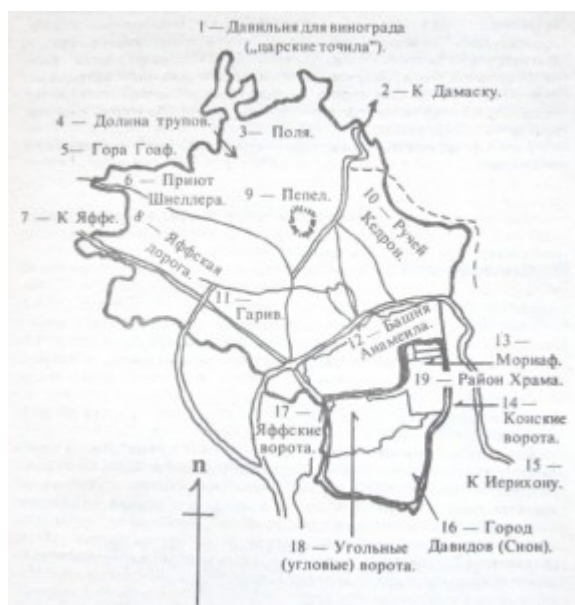 1 — Давильня для винограда
(„царские точила”).
2 — К Дамаску.
4 — Долина трупов.
3 — Поля.
5 — Гора Гоаф.
6 — Приют
Шнеллера.
9 — Пепел.
10 — Ручей
Кедрон.
7 — К Яффе.
8 — Яффская
дорога.
11 —
Гарив.
12 — Башня
Анамеила.
13 —
Мориаф.
19 — Район Храма.
14 —
Конские
ворота.
17 —
Яффские
ворота.
15 —
К Иерихону.
n
16 — Город
Давидов (Сион).
18 — Угольные
(угловые) ворота.